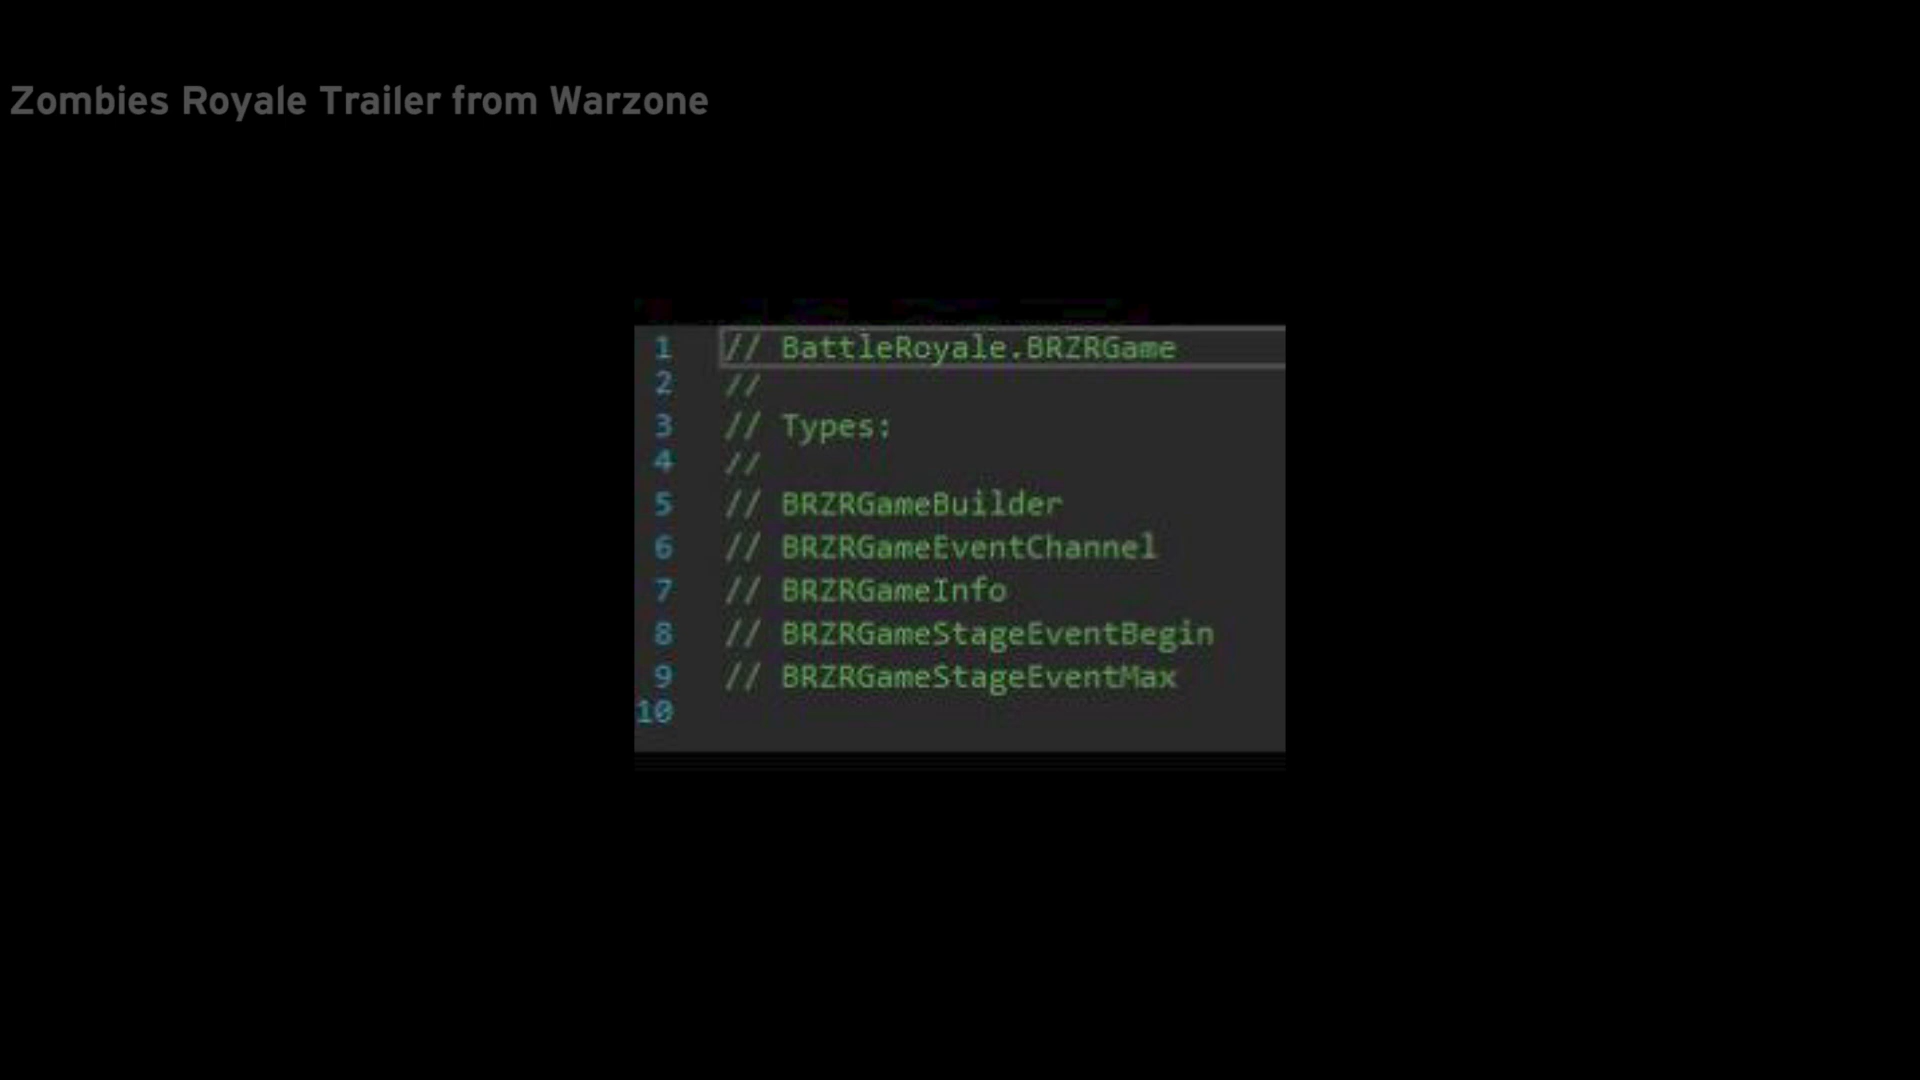 Zombies Royale Trailer from Warzone
1 // BattleRoyale.BRZRGame
2 //
3 // Types:
4 //
5 // BRZRGameBuilder
6 // BRZRGameEventChannel
7 // BRZRGameInfo
8 // BRZRGameStageEventBegin
9 // BRZRGameStageEventMax
10